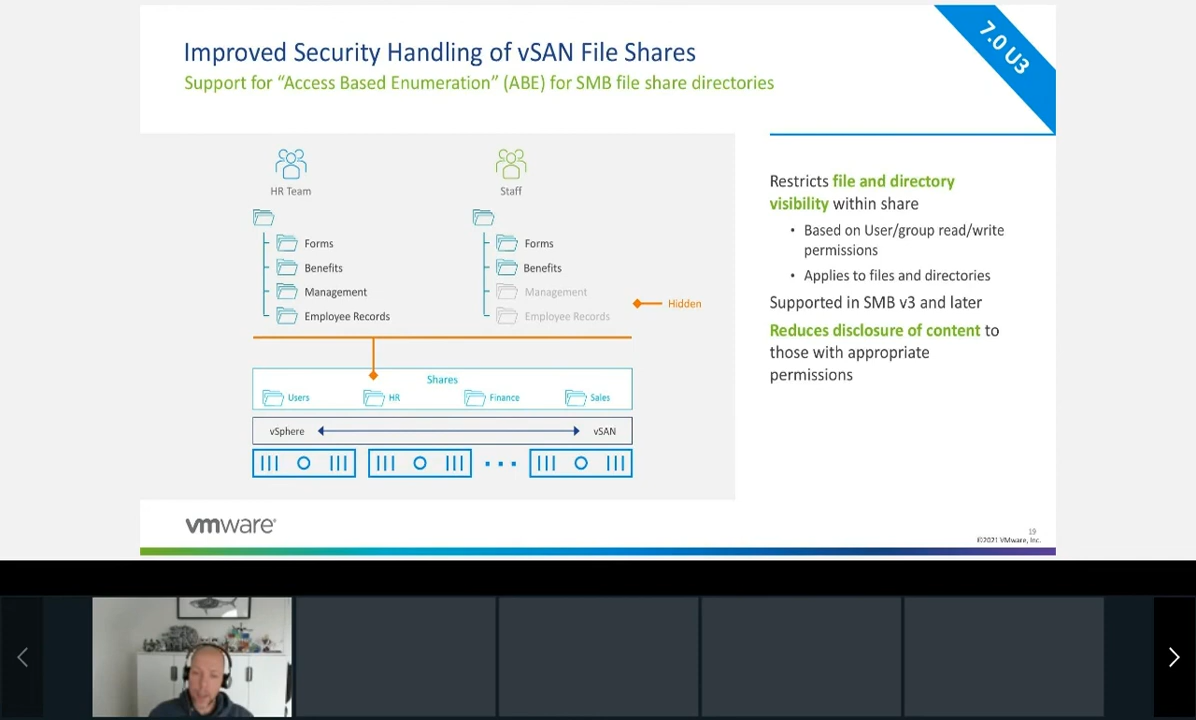 Improved Security Handling of vSAN File Shares
Support for “Access Based Enumeration” (ABE) for SMB file share directories
7.0 U3
HR Team
Forms
Benefits
Management
Employee Records
Staff
Forms
Benefits
Management
Employee Records
Hidden
Shares
Users HR Finance Sales
vSphere vSAN
Restricts file and directory
visibility within share
• Based on User/group read/write
permissions
• Applies to files and directories
Supported in SMB v3 and later
Reduces disclosure of content to
those with appropriate
permissions
vmware®
19
©2021 VMware, Inc.